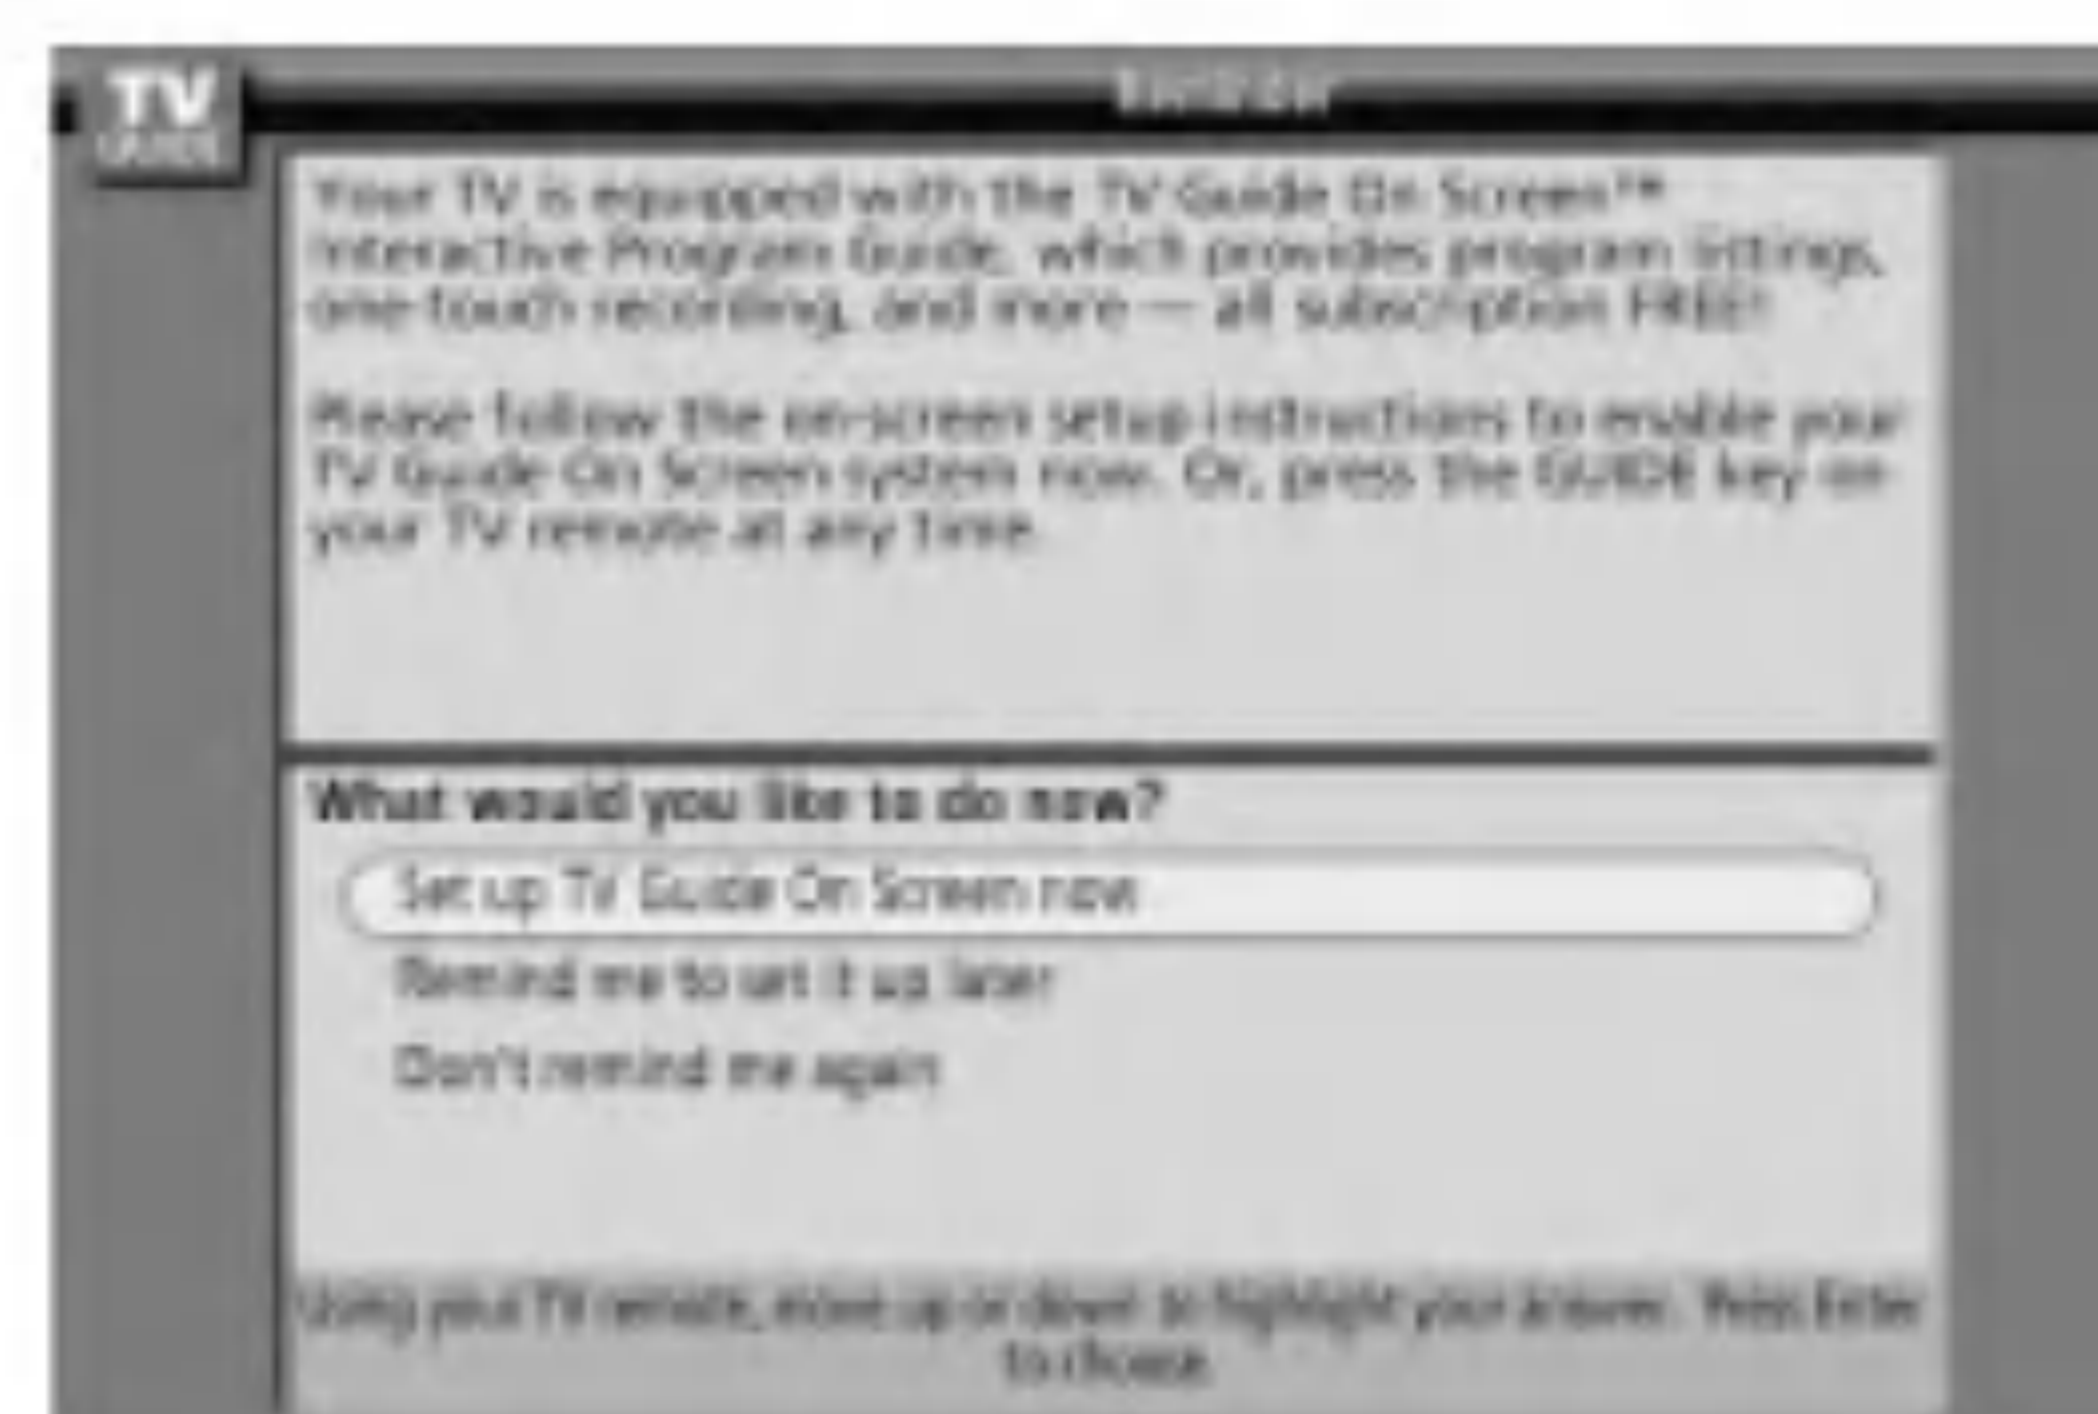 TV
GUIDE
Your TV is equipped with the TV Guide On Screen™
Interactive Program Guide, which provides program listings,
one-touch recording, and more — all subscription FREE!
Please follow the on-screen setup instructions to enable your
TV Guide On Screen system now. Or, press the GUIDE key on
your TV remote at any time.
What would you like to do now?
Set up TV Guide On Screen now
Remind me to set it up later
Don't remind me again
Using your TV remote, move up or down to highlight your answer. Press Enter
to choose.